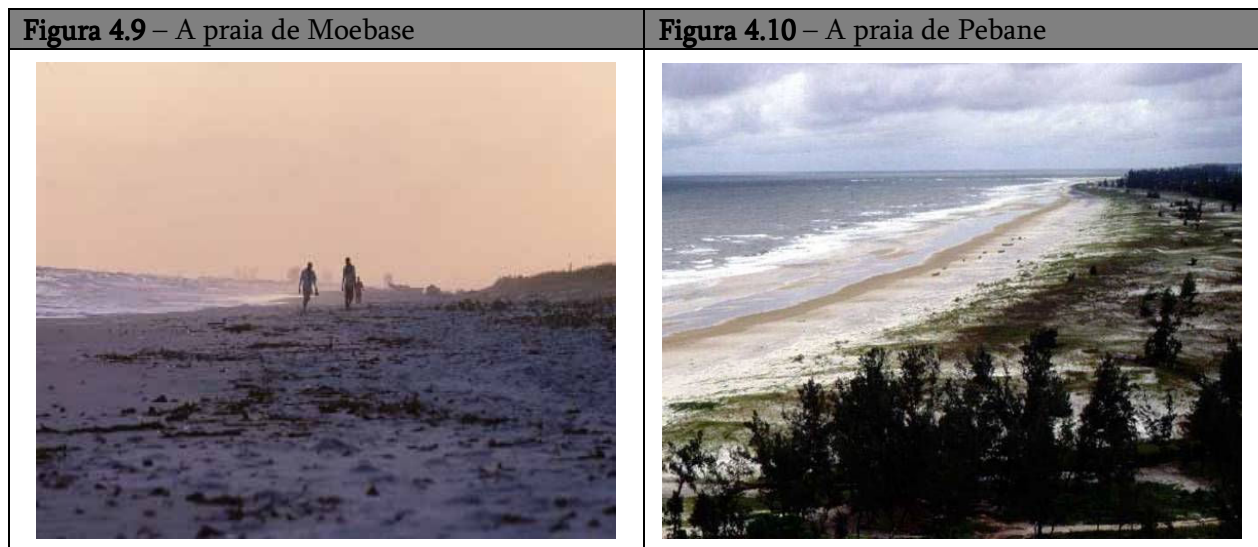 Figura 4.9 – A praia de Moebase
Figura 4.10 – A praia de Pebane